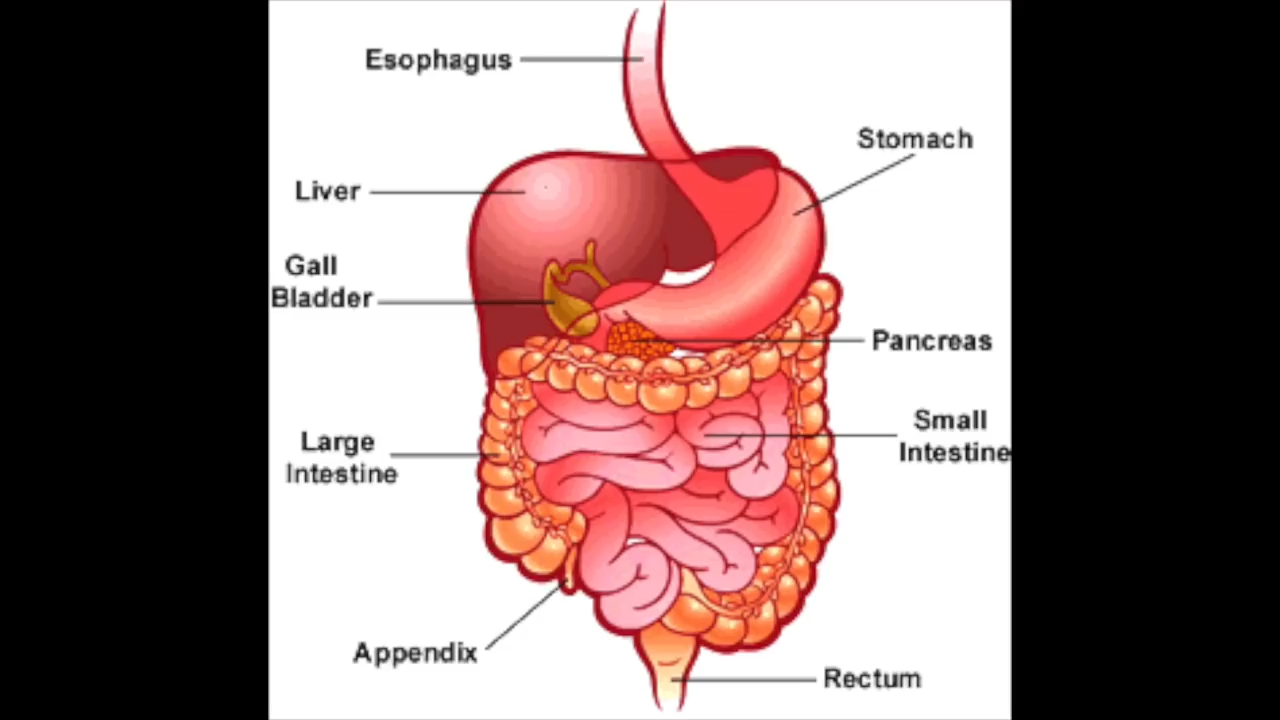 Esophagus
Stomach
Liver
Gall
Bladder
Pancreas
Small
Intestine
Large
Intestine
Appendix
Rectum